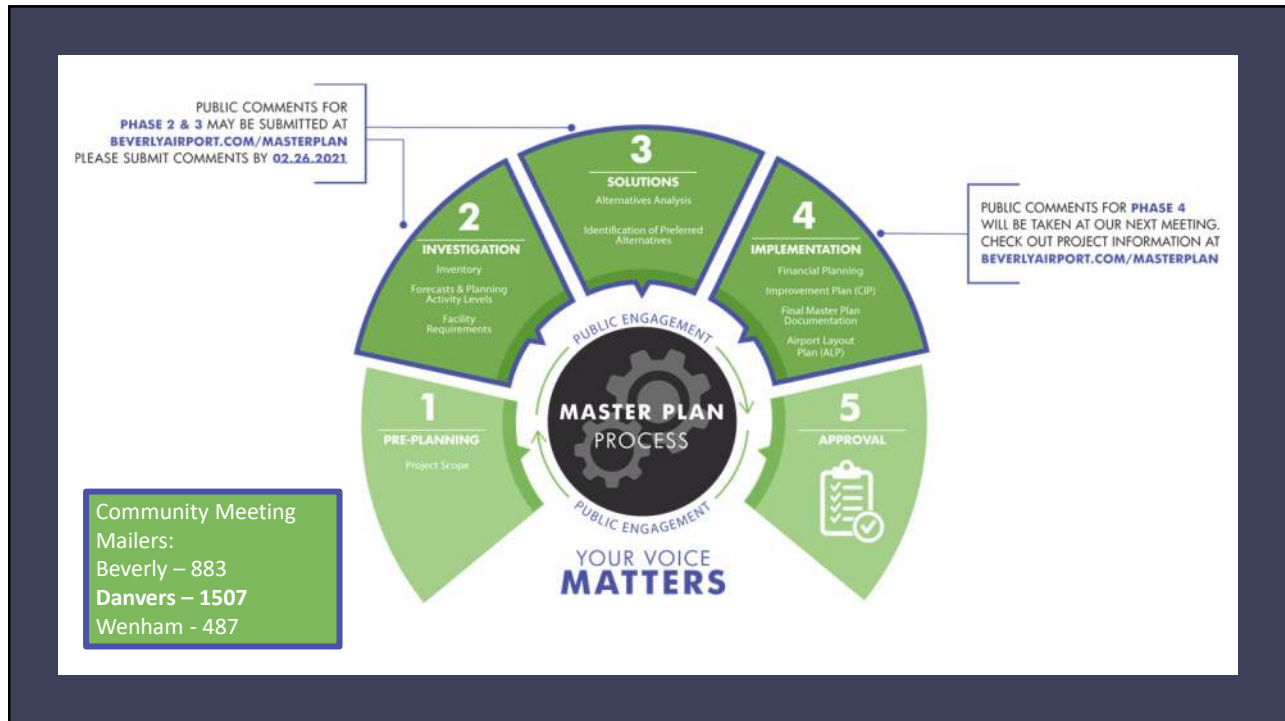 PUBLIC COMMENTS FOR
PHASE 2 & 3 MAY BE SUBMITTED AT
BEVERLYAIRPORT.COM/MASTERPLAN
PLEASE SUBMIT COMMENTS BY 02.26.2021
1
PRE-PLANNING
Project Scope
2
INVESTIGATION
Inventory
Forecasts & Planning
Activity Levels
Facility
Requirements
3
SOLUTIONS
Alternatives Analysis
Identification of Preferred
Alternatives
4
IMPLEMENTATION
Financial Planning
Improvement Plan (CIP)
Final Master Plan
Documentation
Airport Layout
Plan (ALP)
5
APPROVAL
PUBLIC COMMENTS FOR PHASE 4
WILL BE TAKEN AT OUR NEXT MEETING.
CHECK OUT PROJECT INFORMATION AT
BEVERLYAIRPORT.COM/MASTERPLAN
PUBLIC ENGAGEMENT
MASTER PLAN
PROCESS
PUBLIC ENGAGEMENT
YOUR VOICE
MATTERS
Community Meeting
Mailers:
Beverly – 883
Danvers – 1507
Wenham - 487